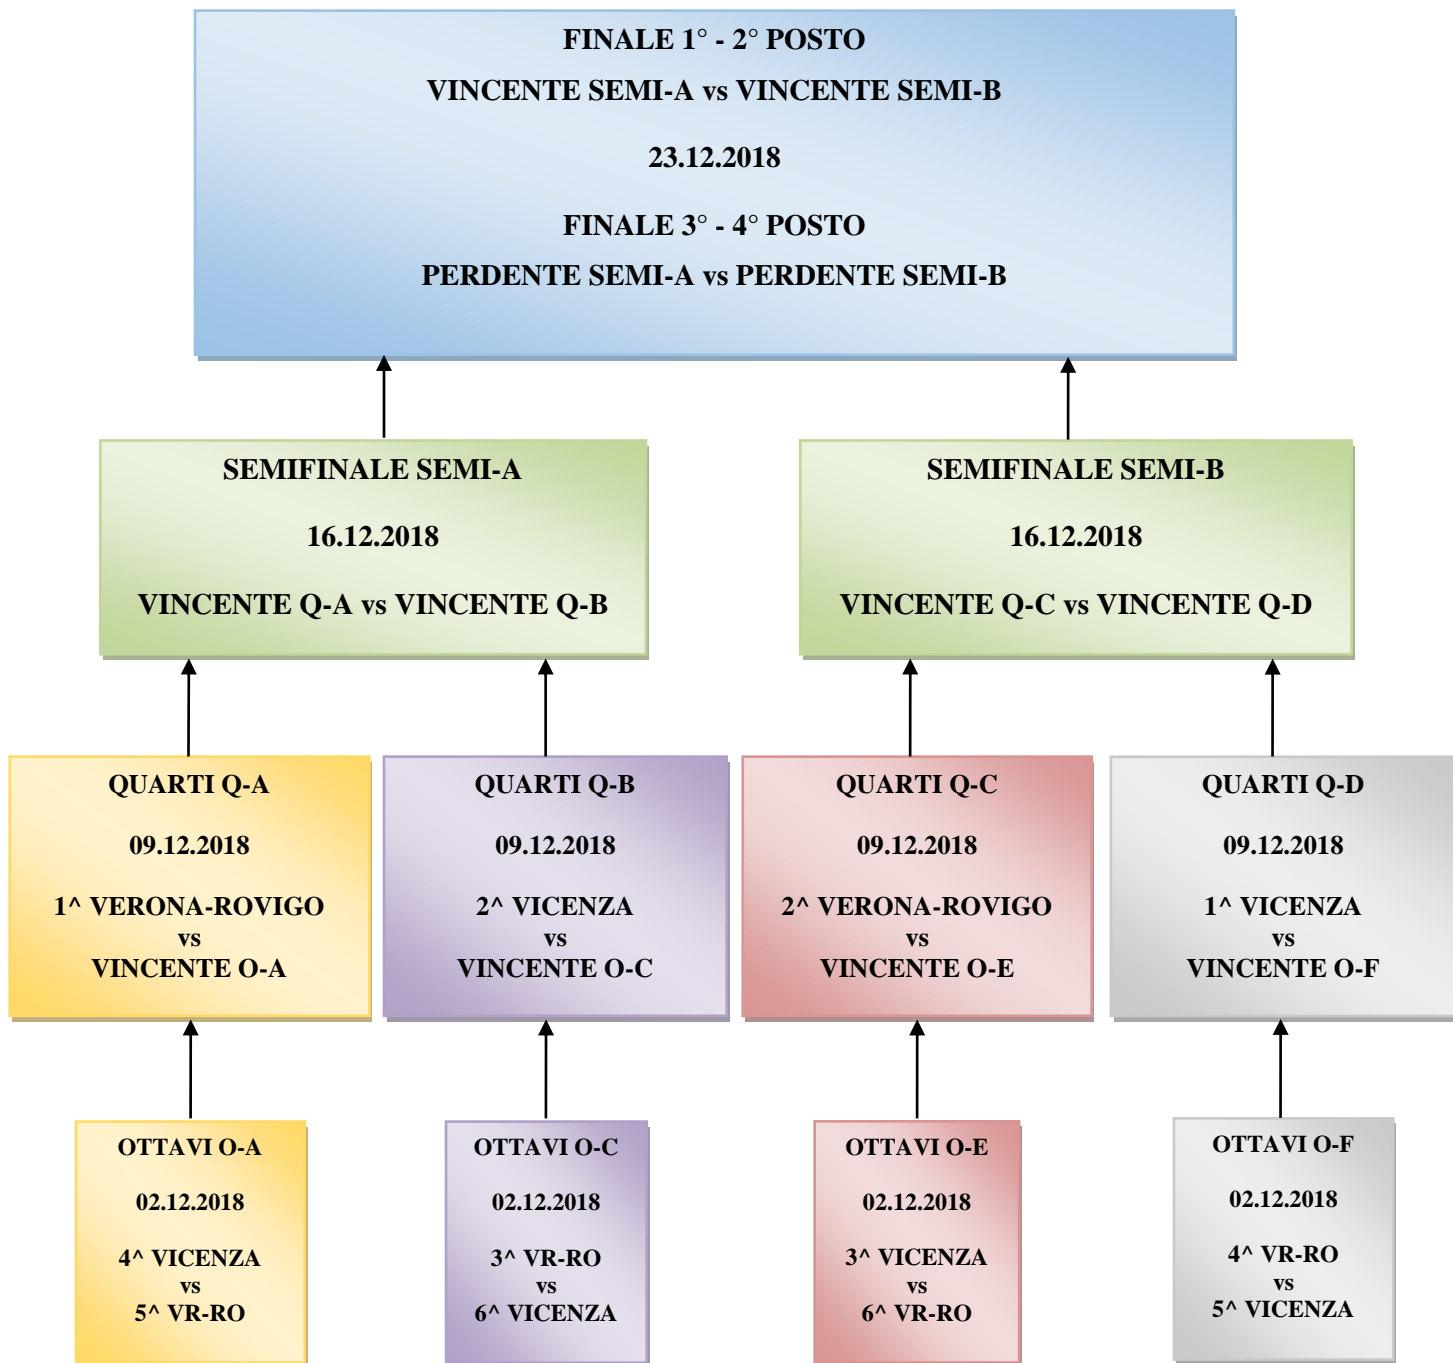 FINALE 1° - 2° POSTO
VINCENTE SEMI-A vs VINCENTE SEMI-B
23.12.2018
FINALE 3° - 4° POSTO
PERDENTE SEMI-A vs PERDENTE SEMI-B
SEMIFINALE SEMI-A
16.12.2018
VINCENTE Q-A vs VINCENTE Q-B
SEMIFINALE SEMI-B
16.12.2018
VINCENTE Q-C vs VINCENTE Q-D
QUARTI Q-A
09.12.2018
1^ VERONA-ROVIGO
vs
VINCENTE O-A
QUARTI Q-B
09.12.2018
2^ VICENZA
vs
VINCENTE O-C
QUARTI Q-C
09.12.2018
2^ VERONA-ROVIGO
vs
VINCENTE O-E
QUARTI Q-D
09.12.2018
1^ VICENZA
vs
VINCENTE O-F
OTTAVI O-A
02.12.2018
4^ VICENZA
vs
5^ VR-RO
OTTAVI O-C
02.12.2018
3^ VR-RO
vs
6^ VICENZA
OTTAVI O-E
02.12.2018
3^ VICENZA
vs
6^ VR-RO
OTTAVI O-F
02.12.2018
4^ VR-RO
vs
5^ VICENZA